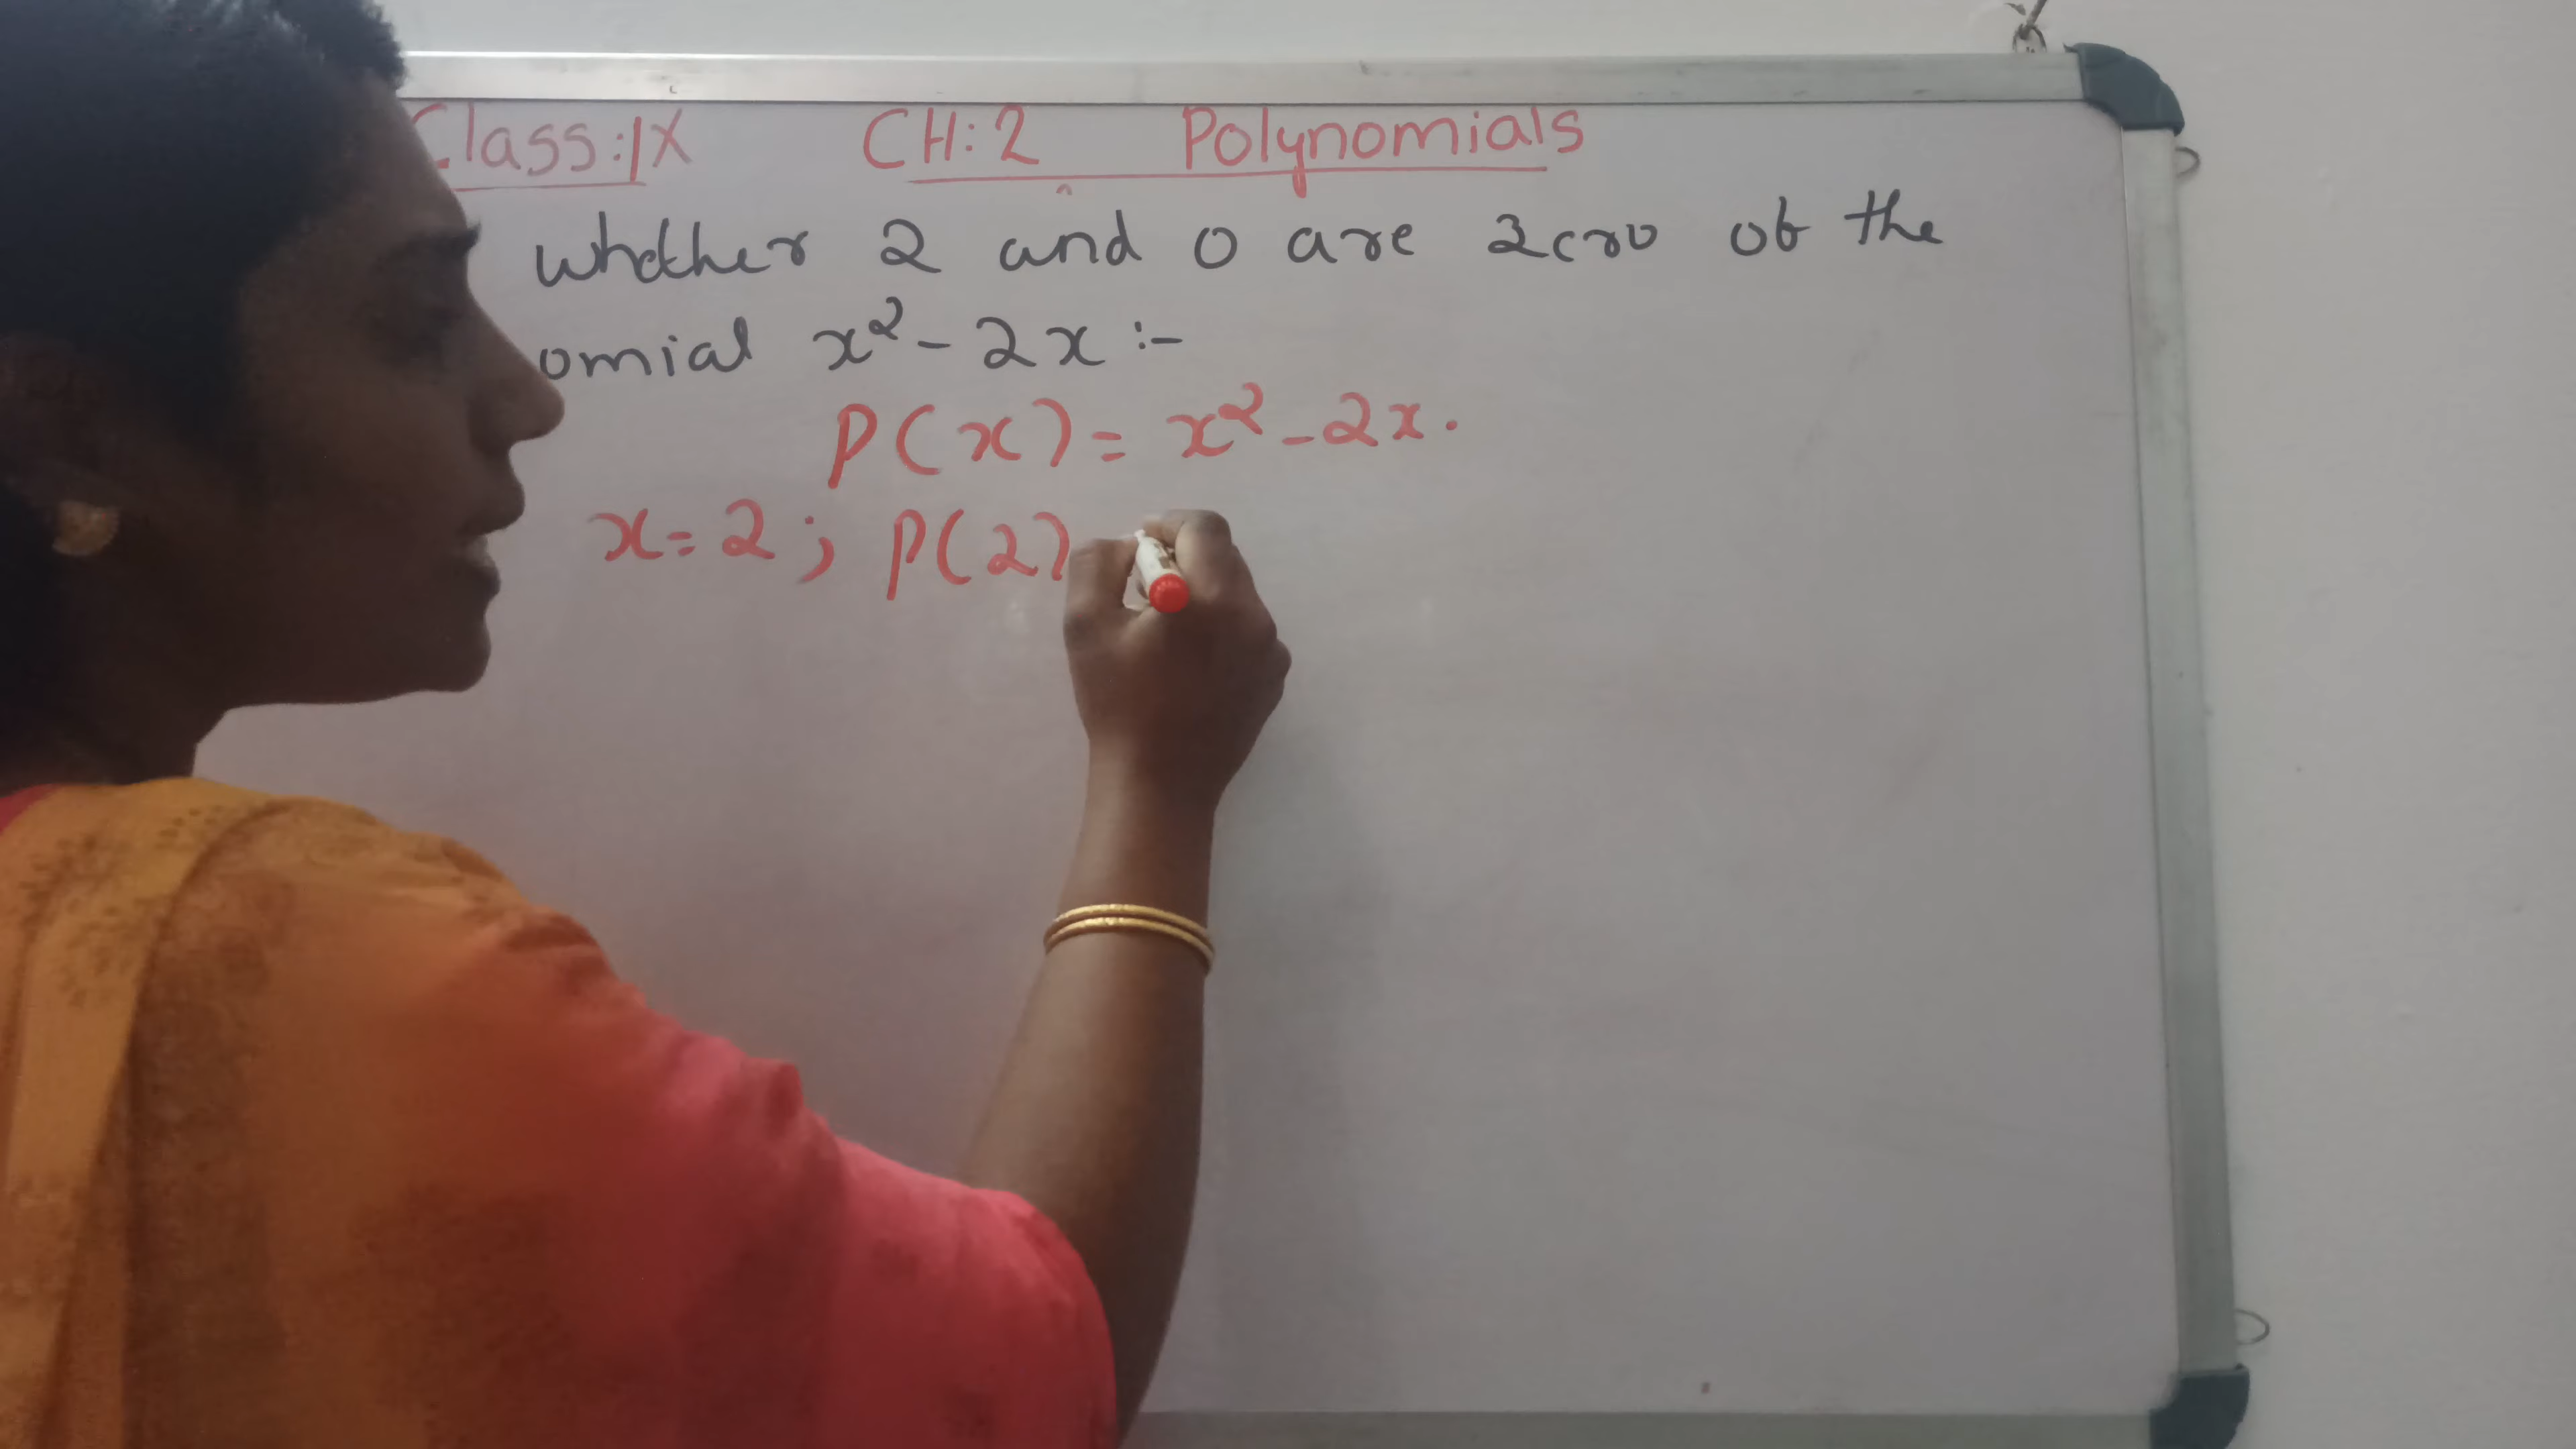 Class:IX CH:2 Polynomials
whether 2 and 0 are zero of the
omial x² - 2x :-
P(x) = x² - 2x.
x = 2 ; P(2)